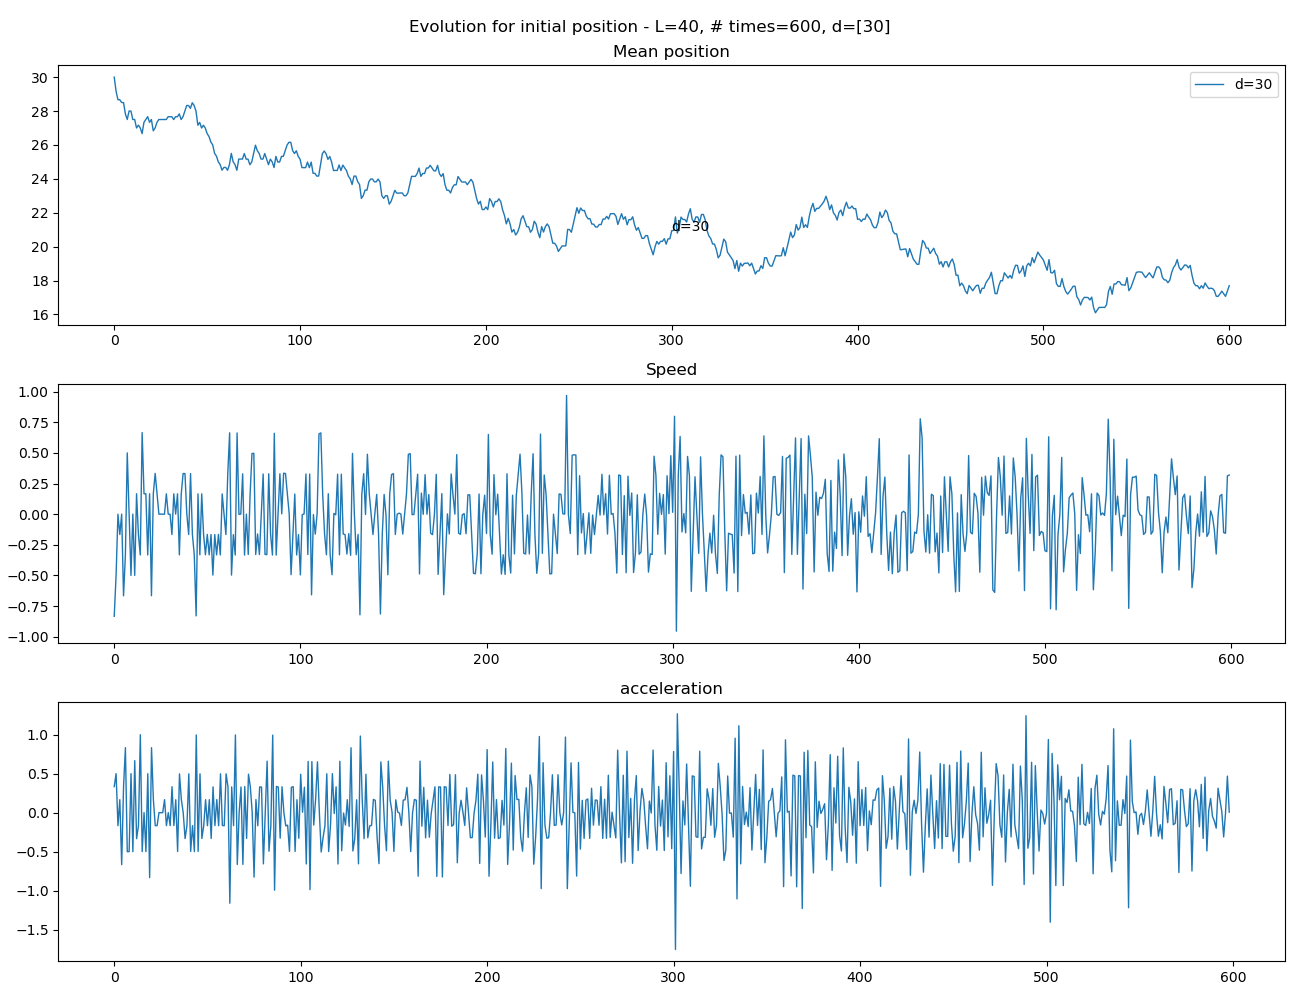 Evolution for initial position - L=40, # times=600, d=[30]
Mean position
30
28
26
24
22
20
18
16
d=30
d=30
0 100 200 300 400 500 600
Speed
1.00
0.75
0.50
0.25
0.00
−0.25
−0.50
−0.75
−1.00
0 100 200 300 400 500 600
acceleration
1.0
0.5
0.0
−0.5
−1.0
−1.5
0 100 200 300 400 500 600